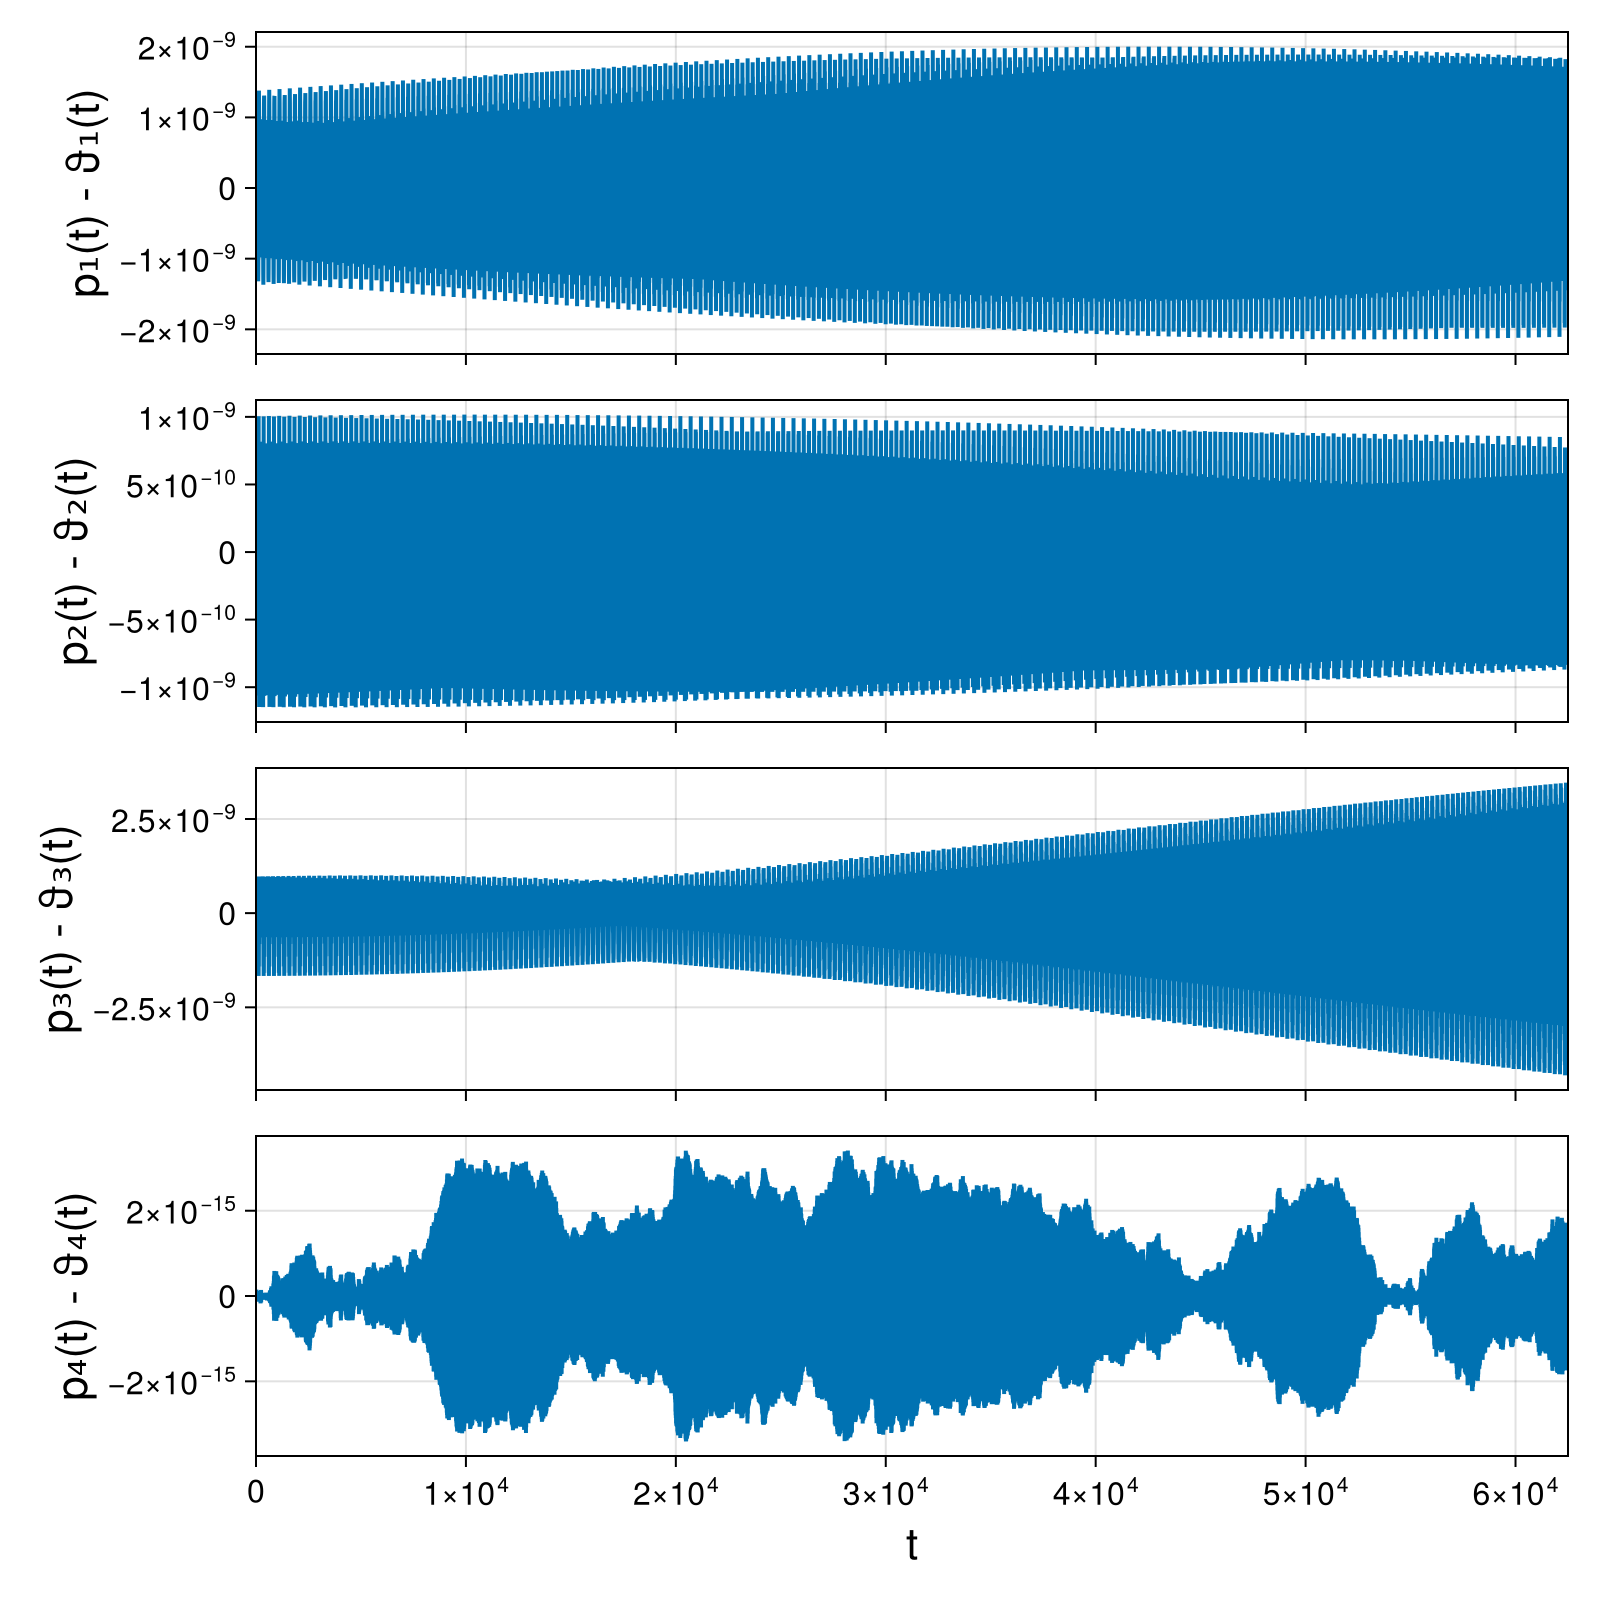 p₁(t) - ϑ₁(t)
2×10⁻⁹
1×10⁻⁹
0
−1×10⁻⁹
−2×10⁻⁹
p₂(t) - ϑ₂(t)
1×10⁻⁹
5×10⁻¹⁰
0
−5×10⁻¹⁰
−1×10⁻⁹
p₃(t) - ϑ₃(t)
2.5×10⁻⁹
0
−2.5×10⁻⁹
p₄(t) - ϑ₄(t)
2×10⁻¹⁵
0
−2×10⁻¹⁵
0 1×10⁴ 2×10⁴ 3×10⁴ 4×10⁴ 5×10⁴ 6×10⁴
t